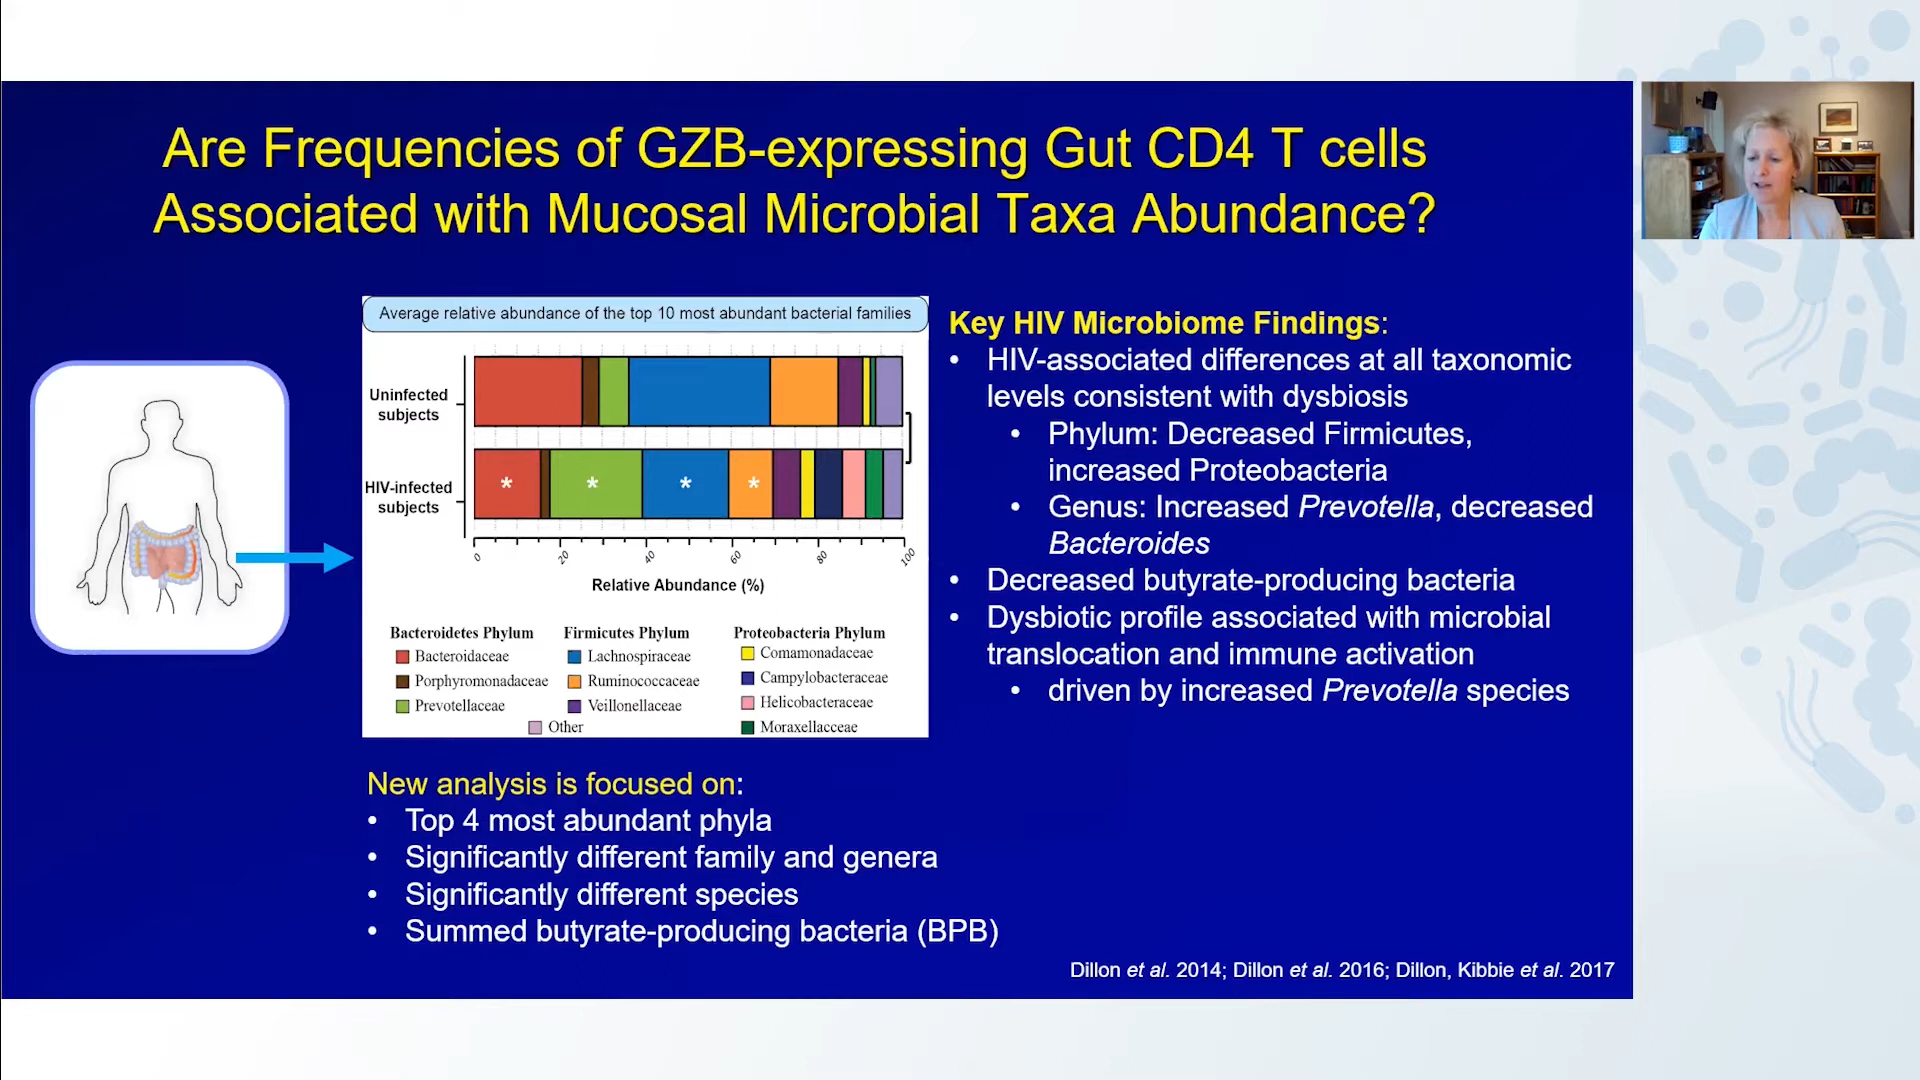 Are Frequencies of GZB-expressing Gut CD4 T cells
Associated with Mucosal Microbial Taxa Abundance?
Average relative abundance of the top 10 most abundant bacterial families
Uninfected
subjects
HIV-infected
subjects
* * * *
0 20 40 60 80 100
Relative Abundance (%)
Bacteroidetes Phylum
Bacteroidaceae
Porphyromonadaceae
Prevotellaceae
Firmicutes Phylum
Lachnospiraceae
Ruminococcaceae
Veillonellaceae
Proteobacteria Phylum
Comamonadaceae
Campylobacteraceae
Helicobacteraceae
Moraxellacceae
Other
Key HIV Microbiome Findings:
• HIV-associated differences at all taxonomic
levels consistent with dysbiosis
• Phylum: Decreased Firmicutes,
increased Proteobacteria
• Genus: Increased Prevotella, decreased
Bacteroides
• Decreased butyrate-producing bacteria
• Dysbiotic profile associated with microbial
translocation and immune activation
• driven by increased Prevotella species
New analysis is focused on:
• Top 4 most abundant phyla
• Significantly different family and genera
• Significantly different species
• Summed butyrate-producing bacteria (BPB)
Dillon et al. 2014; Dillon et al. 2016; Dillon, Kibbie et al. 2017